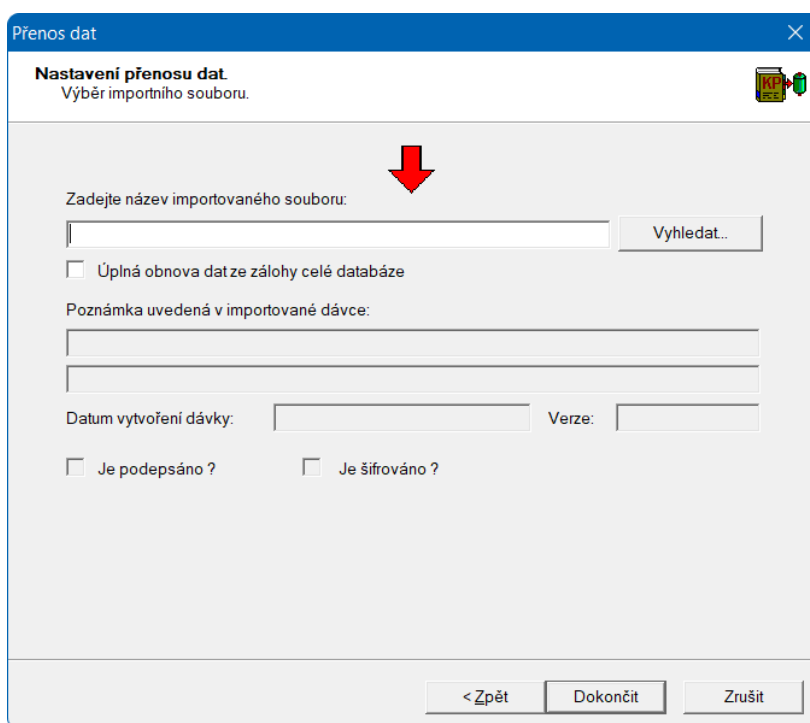 Přenos dat
Nastavení přenosu dat.
Výběr importního souboru.
KP
Zadejte název importovaného souboru:
Vyhledat...
Úplná obnova dat ze zálohy celé databáze
Poznámka uvedená v importované dávce:
Datum vytvoření dávky: Verze:
Je podepsáno ? Je šifrováno ?
< Zpět Dokončit Zrušit